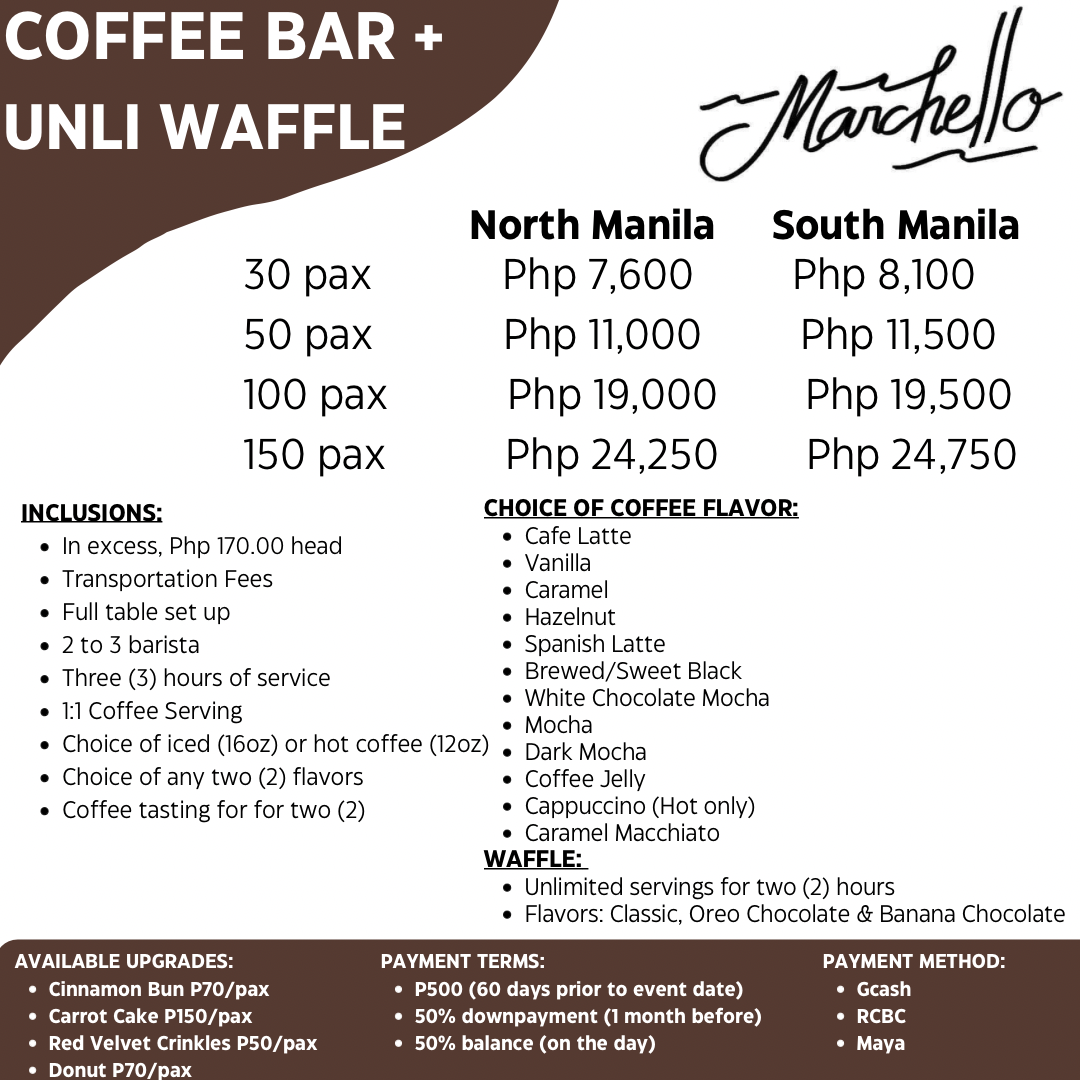 COFFEE BAR +
UNLI WAFFLE
Marchello
North Manila South Manila
30 pax Php 7,600 Php 8,100
50 pax Php 11,000 Php 11,500
100 pax Php 19,000 Php 19,500
150 pax Php 24,250 Php 24,750
INCLUSIONS:
• In excess, Php 170.00 head
• Transportation Fees
• Full table set up
• 2 to 3 barista
• Three (3) hours of service
• 1:1 Coffee Serving
• Choice of iced (16oz) or hot coffee (12oz)
• Choice of any two (2) flavors
• Coffee tasting for for two (2)
CHOICE OF COFFEE FLAVOR:
• Cafe Latte
• Vanilla
• Caramel
• Hazelnut
• Spanish Latte
• Brewed/Sweet Black
• White Chocolate Mocha
• Mocha
• Dark Mocha
• Coffee Jelly
• Cappuccino (Hot only)
• Caramel Macchiato
WAFFLE:
• Unlimited servings for two (2) hours
• Flavors: Classic, Oreo Chocolate & Banana Chocolate
AVAILABLE UPGRADES:
• Cinnamon Bun P70/pax
• Carrot Cake P150/pax
• Red Velvet Crinkles P50/pax
• Donut P70/pax
PAYMENT TERMS:
• P500 (60 days prior to event date)
• 50% downpayment (1 month before)
• 50% balance (on the day)
PAYMENT METHOD:
• Gcash
• RCBC
• Maya